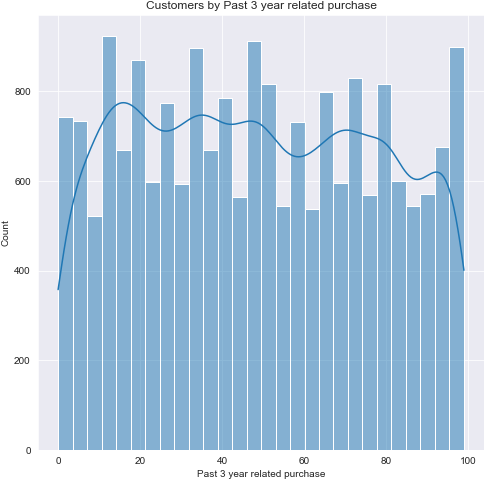 Customers by Past 3 year related purchase
800
600
400
200
0
Count
0 20 40 60 80 100
Past 3 year related purchase